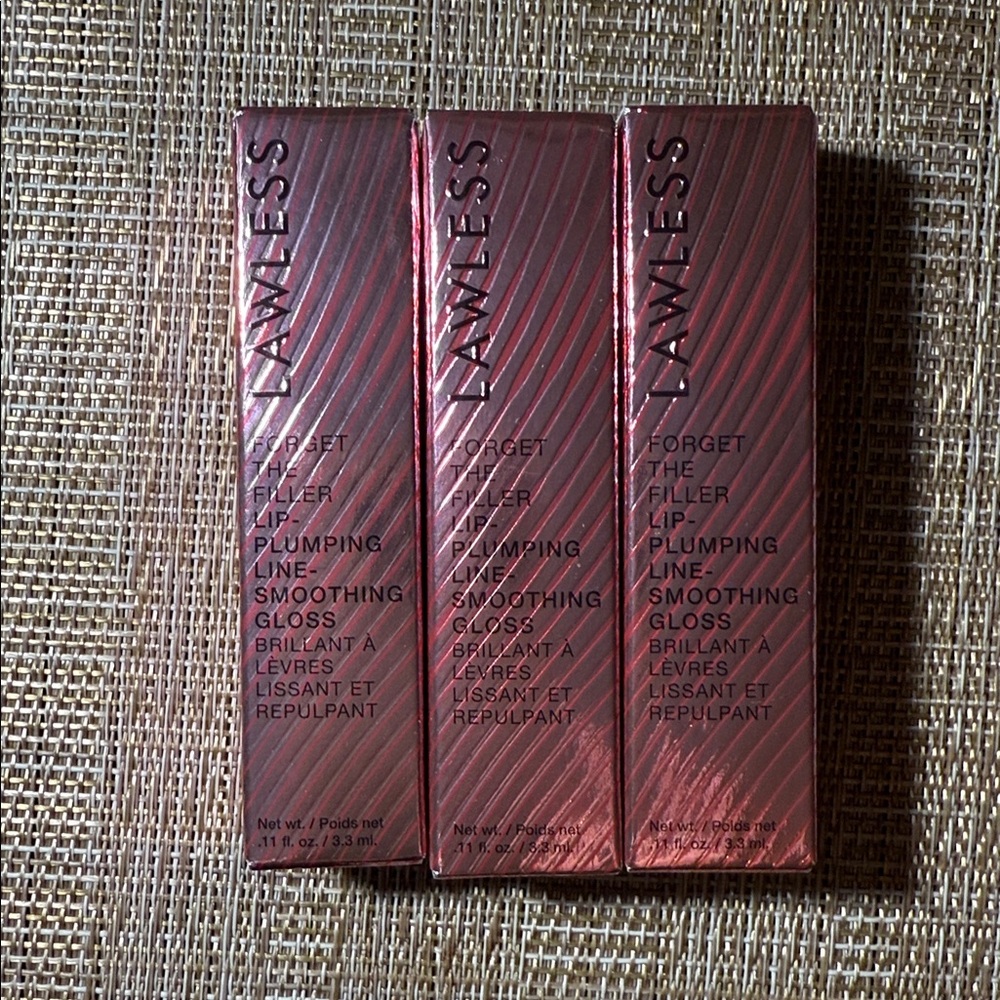 LAWLESS
FORGET
THE
FILLER
LIP-
PLUMPING
LINE-
SMOOTHING
GLOSS
BRILLANT À
LÈVRES
LISSANT ET
REPULPANT
Net wt. / Poids net
.11 fl. oz. / 3.3 ml.
LAWLESS
FORGET
THE
FILLER
LIP-
PLUMPING
LINE-
SMOOTHING
GLOSS
BRILLANT À
LÈVRES
LISSANT ET
REPULPANT
Net wt. / Poids net
.11 fl. oz. / 3.3 ml.
LAWLESS
FORGET
THE
FILLER
LIP-
PLUMPING
LINE-
SMOOTHING
GLOSS
BRILLANT À
LÈVRES
LISSANT ET
REPULPANT
Net wt. / Poids net
.11 fl. oz. / 3.3 ml.